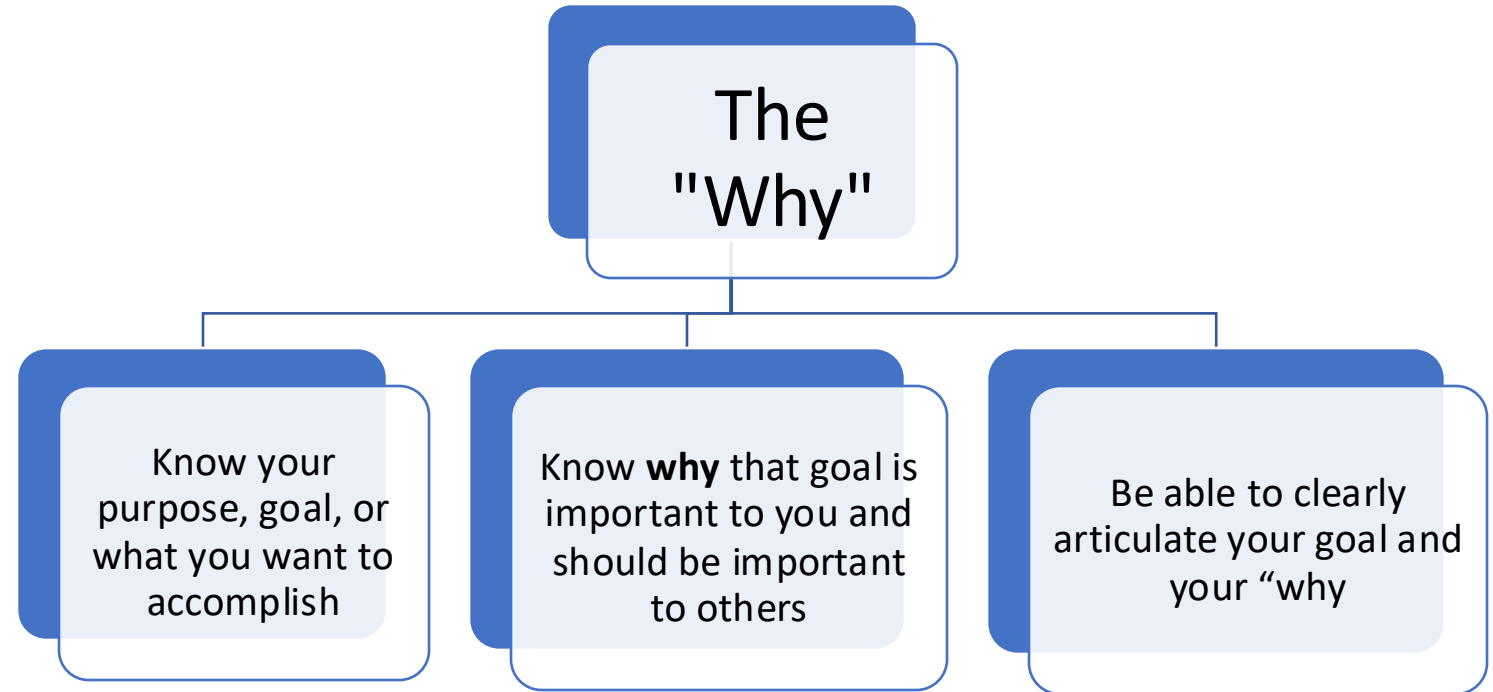 The
"Why"
Know your
purpose, goal, or
what you want to
accomplish
Know why that goal is
important to you and
should be important
to others
Be able to clearly
articulate your goal and
your “why